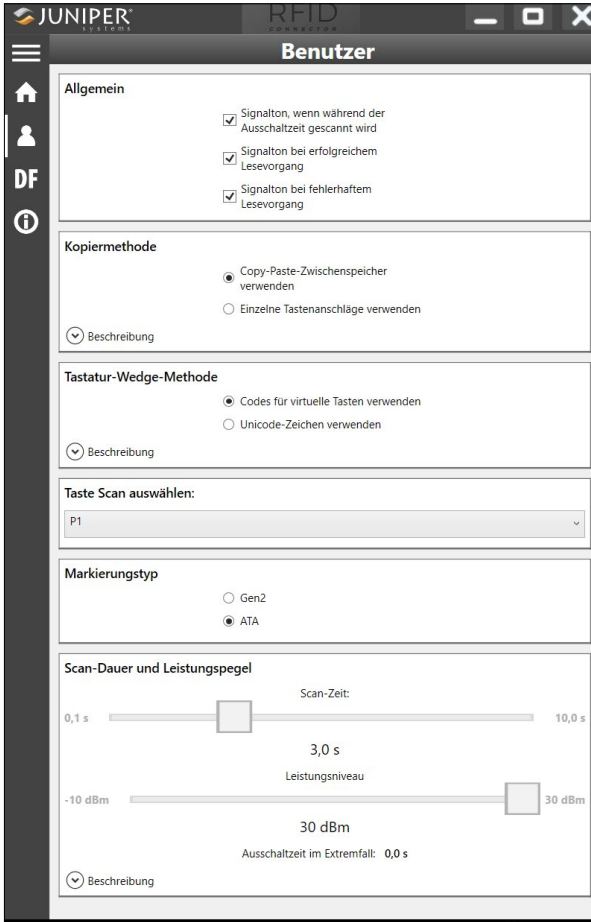 JUNIPER®
systems
RFID
CONNECTOR
Benutzer
DF
Allgemein
Signalton, wenn während der
Ausschaltzeit gescannt wird
Signalton bei erfolgreichem
Lesevorgang
Signalton bei fehlerhaftem
Lesevorgang
Kopiermethode
Copy-Paste-Zwischenspeicher
verwenden
Einzelne Tastenanschläge verwenden
Beschreibung
Tastatur-Wedge-Methode
Codes für virtuelle Tasten verwenden
Unicode-Zeichen verwenden
Beschreibung
Taste Scan auswählen:
P1
Markierungstyp
Gen2
ATA
Scan-Dauer und Leistungspegel
Scan-Zeit:
0,1 s 10,0 s
3,0 s
Leistungsniveau
-10 dBm 30 dBm
30 dBm
Ausschaltzeit im Extremfall: 0,0 s
Beschreibung